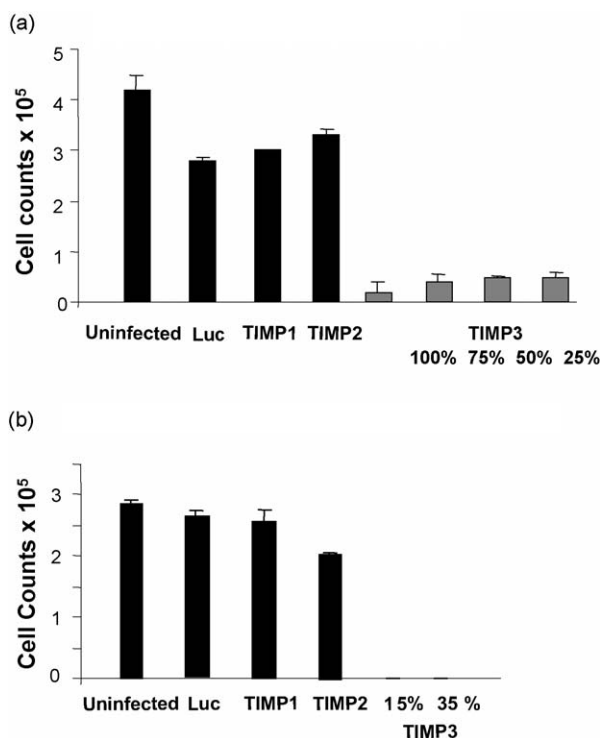 (a)
Cell counts x 10⁵
5
4
3
2
1
0
Uninfected Luc TIMP1 TIMP2 TIMP3
100% 75% 50% 25%
(b)
Cell Counts x 10⁵
3
2
1
0
Uninfected Luc TIMP1 TIMP2 15% 35 %
TIMP3